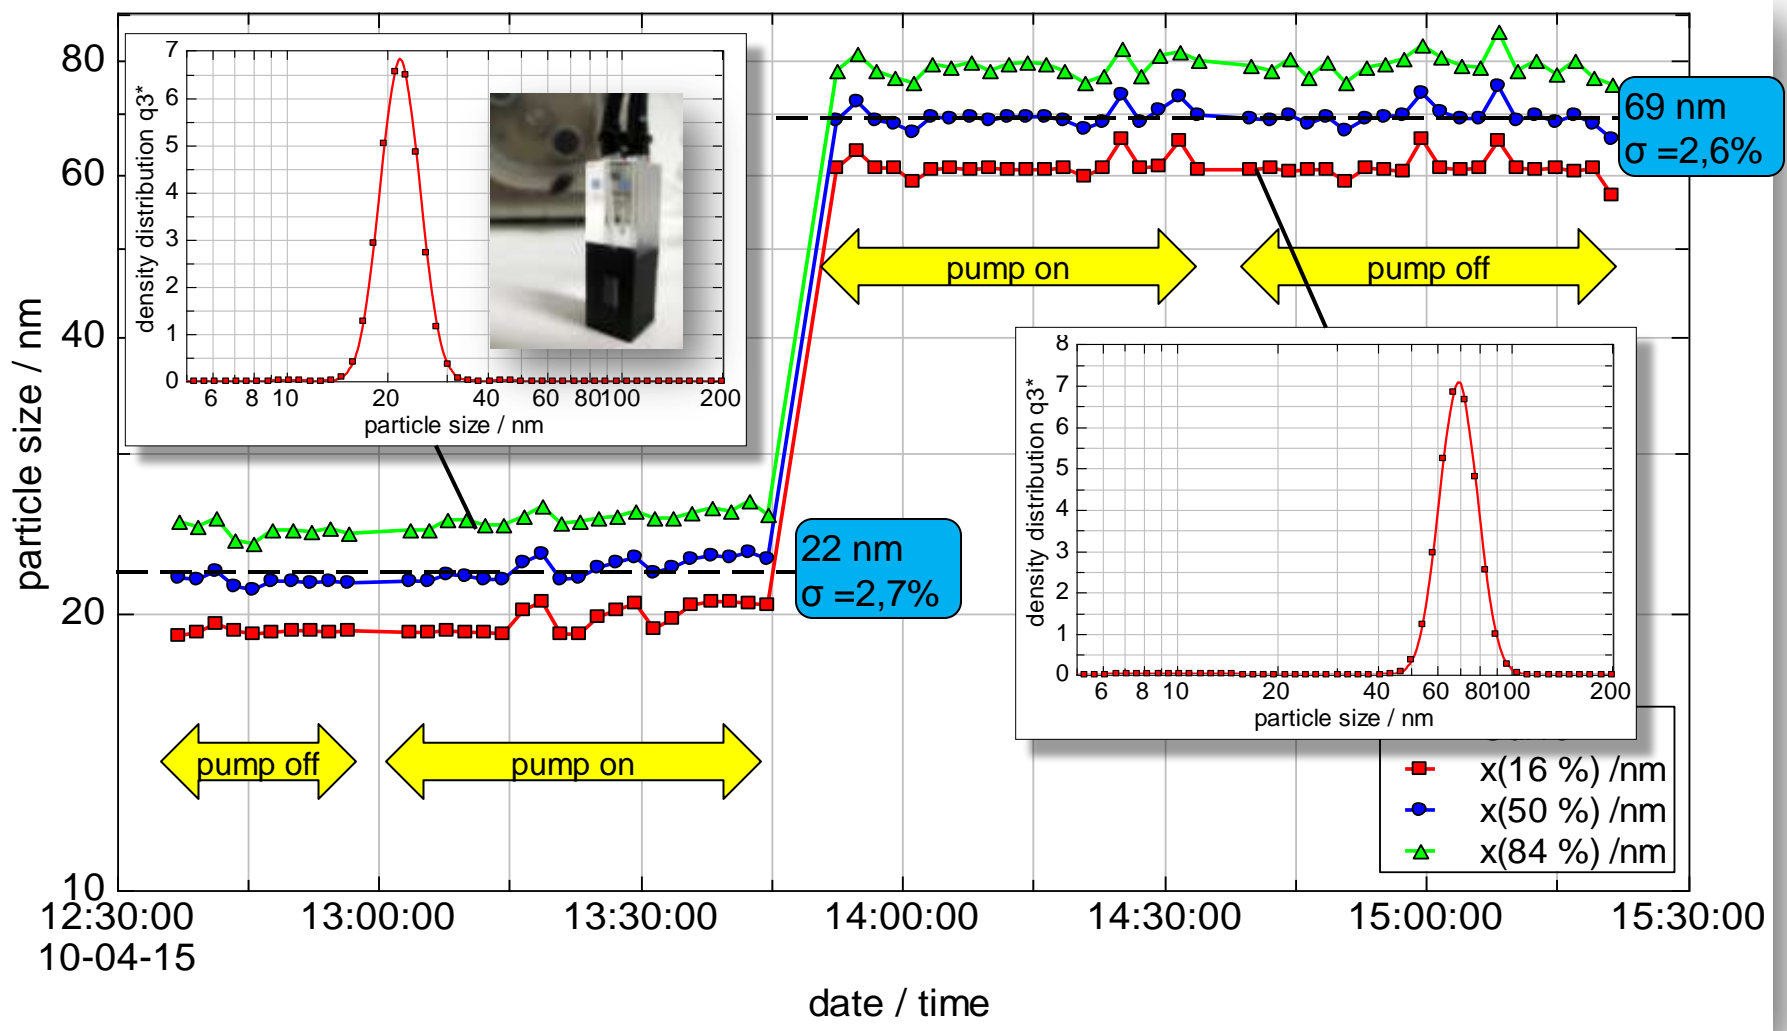 particle size / nm
80
60
40
20
10
12:30:00
10-04-15
13:00:00
13:30:00
14:00:00
14:30:00
15:00:00
15:30:00
date / time
density distribution q3*
7
6
5
4
3
2
1
0
6 8 10 20 40 60 80 100 200
particle size / nm
69 nm
σ =2,6%
pump on
pump off
22 nm
σ =2,7%
density distribution q3*
8
7
6
5
4
3
2
1
0
6 8 10 20 40 60 80 100 200
particle size / nm
pump off
pump on
x(16 %) /nm
x(50 %) /nm
x(84 %) /nm